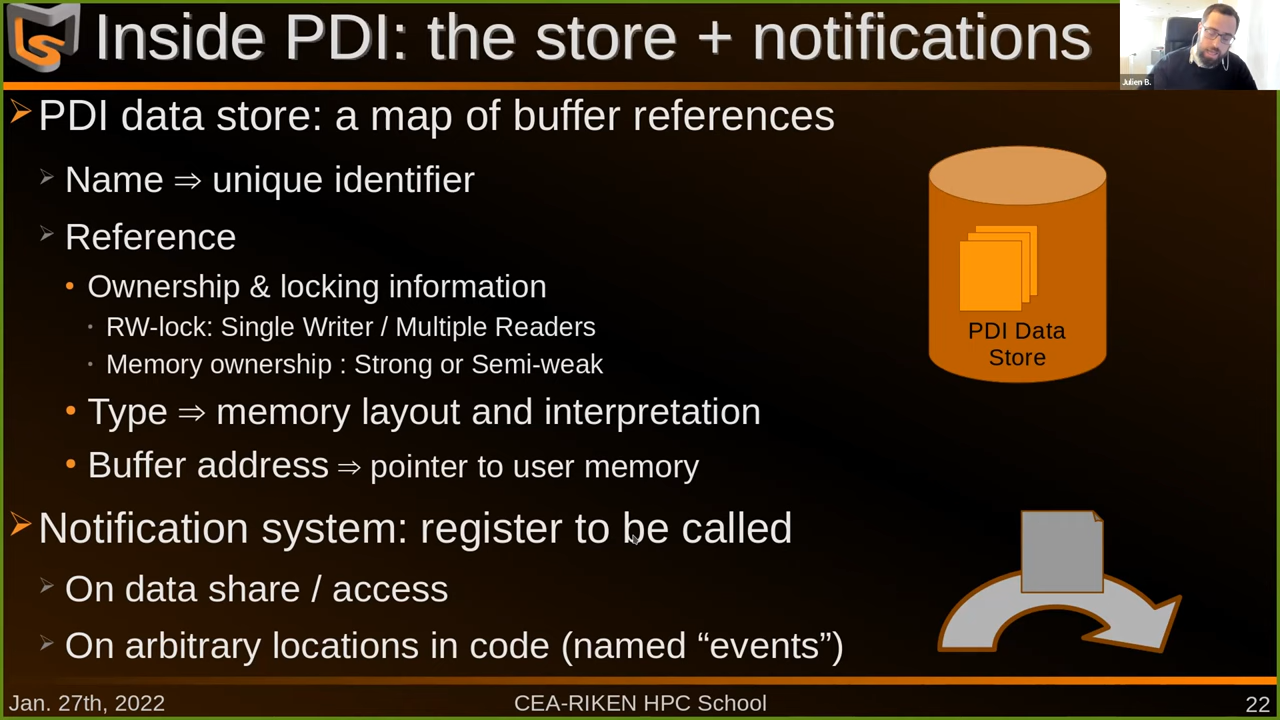 Inside PDI: the store + notifications
Julien B.
PDI data store: a map of buffer references
Name ⇒ unique identifier
Reference
Ownership & locking information
RW-lock: Single Writer / Multiple Readers
Memory ownership : Strong or Semi-weak
Type ⇒ memory layout and interpretation
Buffer address ⇒ pointer to user memory
PDI Data
Store
Notification system: register to be called
On data share / access
On arbitrary locations in code (named “events”)
Jan. 27th, 2022
CEA-RIKEN HPC School
22